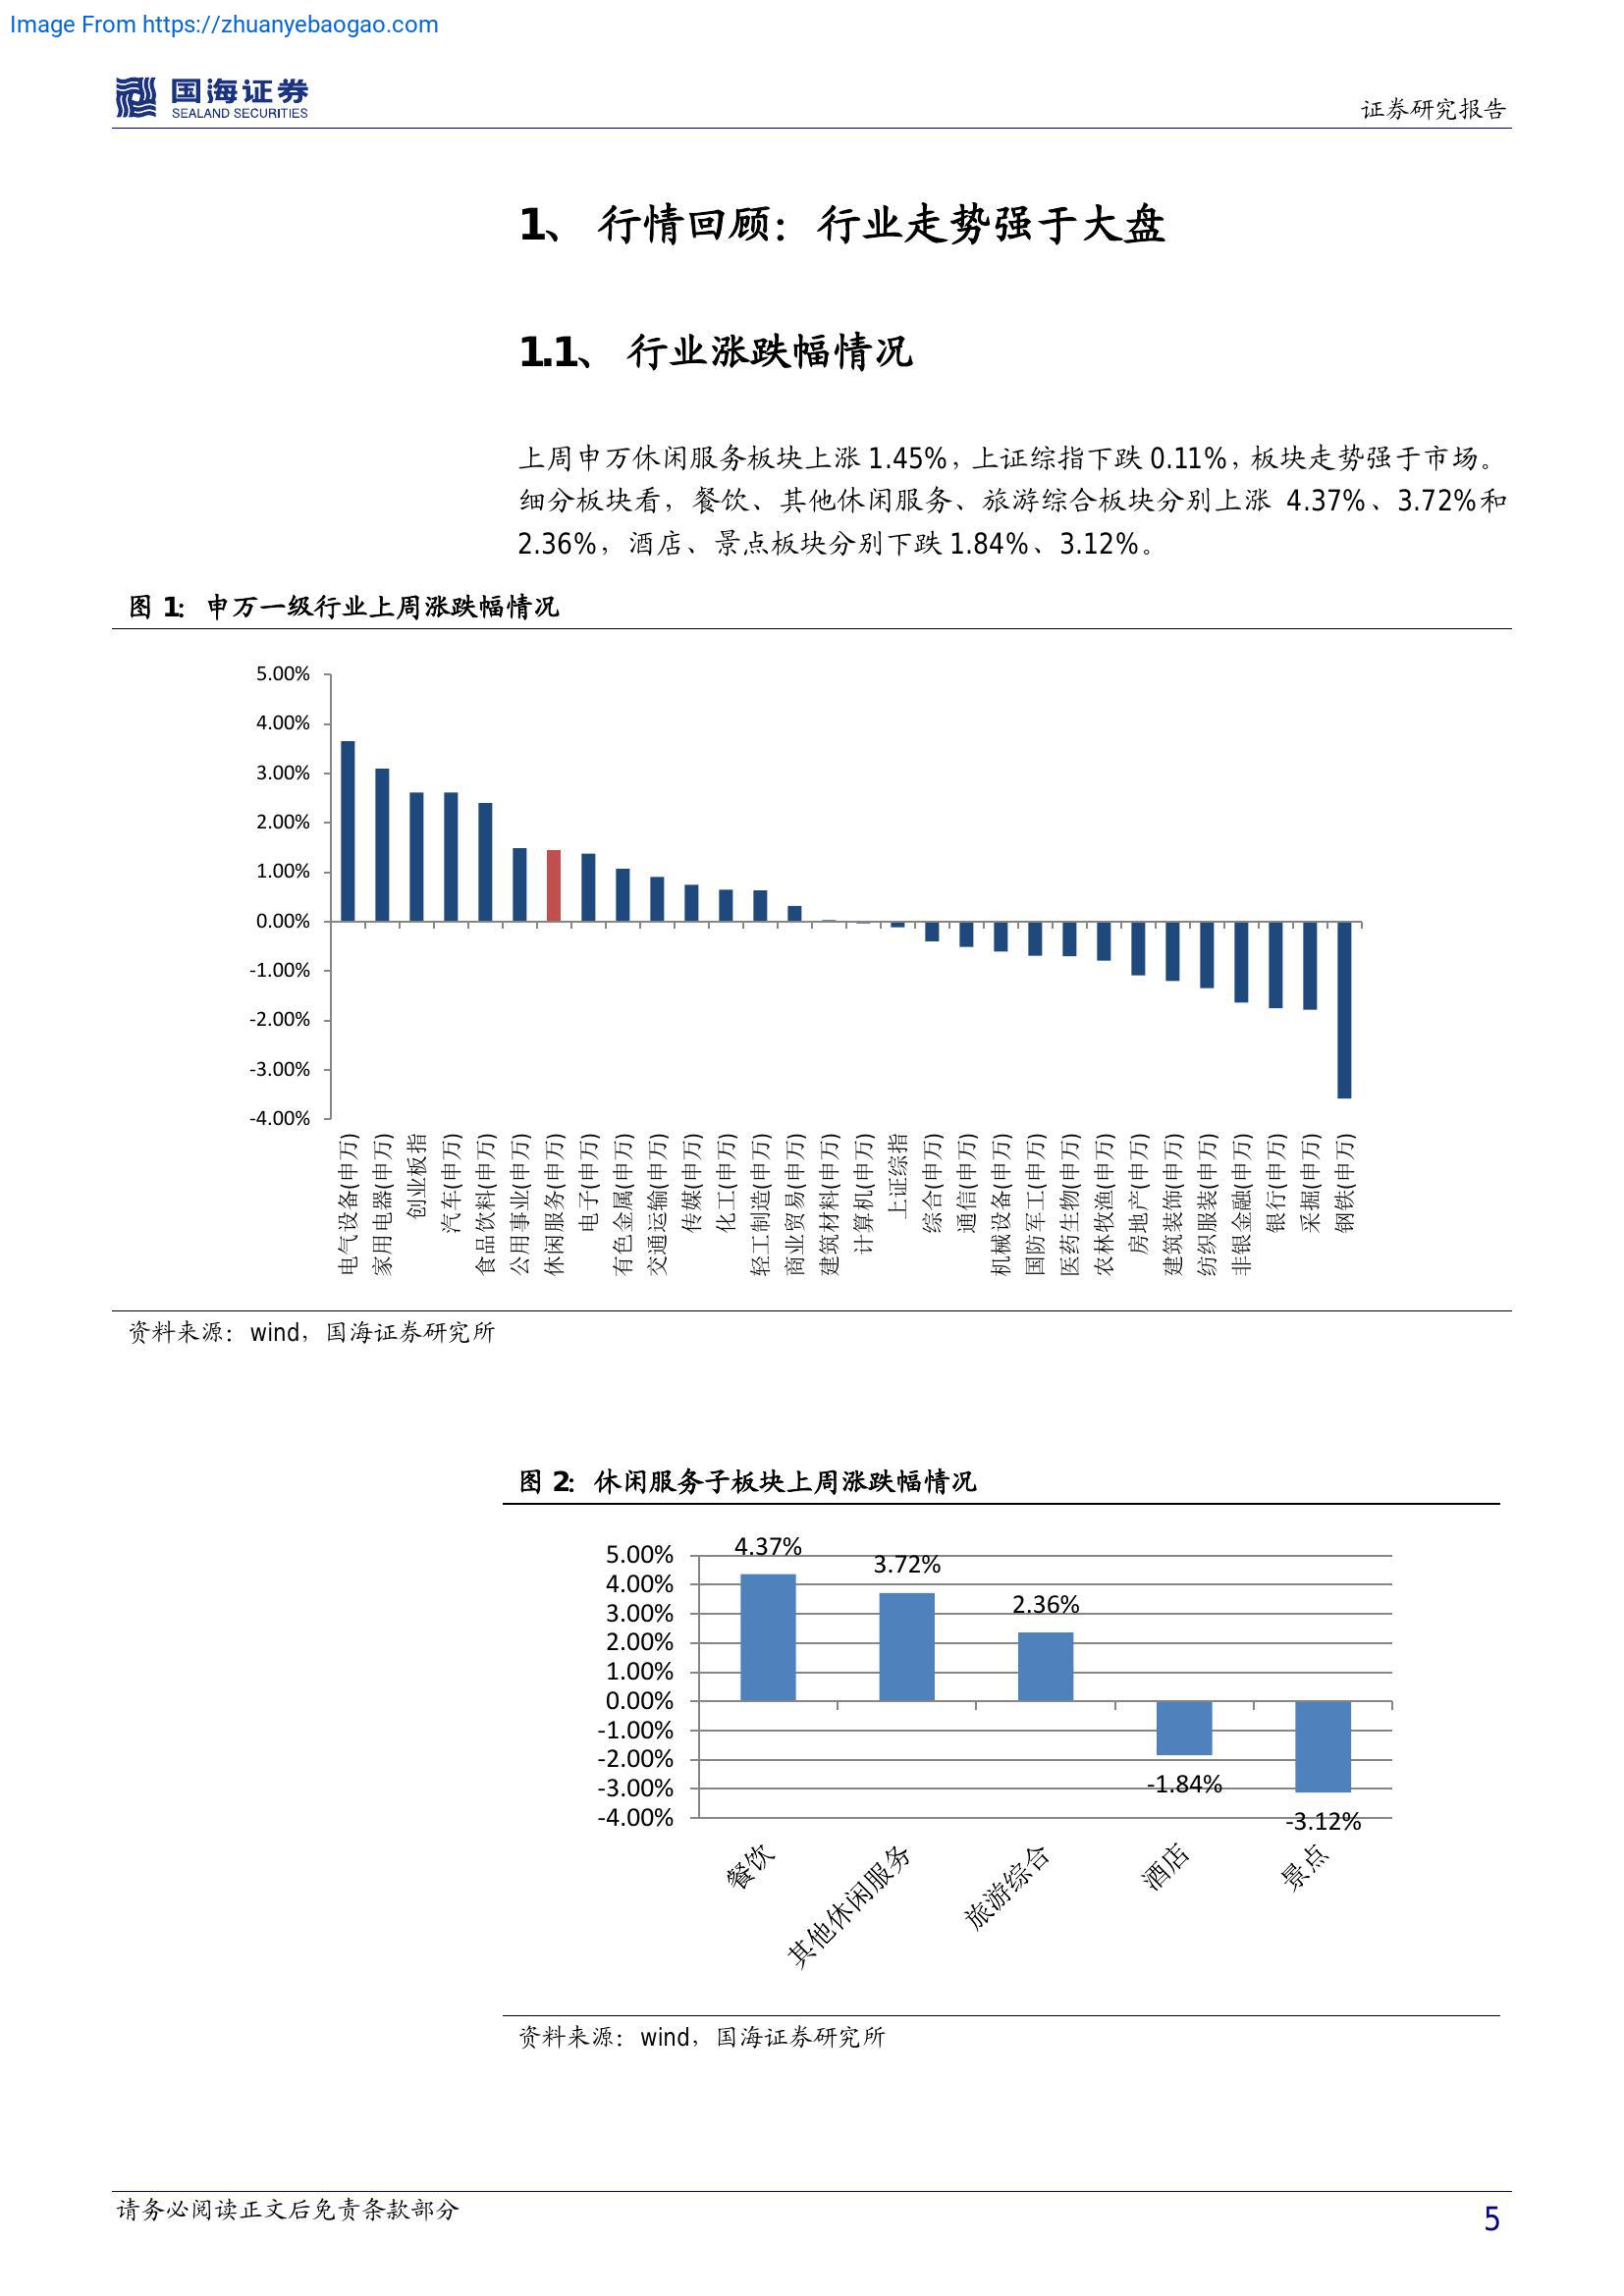 Image From https://zhuanyebaogao.com
国海证券
SEALAND SECURITIES
证券研究报告
1、 行情回顾：行业走势强于大盘
1.1、 行业涨跌幅情况
上周申万休闲服务板块上涨 1.45%，上证综指下跌 0.11%，板块走势强于市场。
细分板块看，餐饮、其他休闲服务、旅游综合板块分别上涨 4.37%、3.72%和
2.36%，酒店、景点板块分别下跌 1.84%、3.12%。
图 1：申万一级行业上周涨跌幅情况
5.00%
4.00%
3.00%
2.00%
1.00%
0.00%
-1.00%
-2.00%
-3.00%
-4.00%
电气设备(申万)
家用电器(申万)
创业板指
汽车(申万)
食品饮料(申万)
公用事业(申万)
休闲服务(申万)
电子(申万)
有色金属(申万)
交通运输(申万)
传媒(申万)
化工(申万)
轻工制造(申万)
商业贸易(申万)
建筑材料(申万)
计算机(申万)
上证综指
综合(申万)
通信(申万)
机械设备(申万)
国防军工(申万)
医药生物(申万)
农林牧渔(申万)
房地产(申万)
建筑装饰(申万)
纺织服装(申万)
非银金融(申万)
银行(申万)
采掘(申万)
钢铁(申万)
资料来源：wind，国海证券研究所
图 2：休闲服务子板块上周涨跌幅情况
5.00%
4.00%
3.00%
2.00%
1.00%
0.00%
-1.00%
-2.00%
-3.00%
-4.00%
4.37%
3.72%
2.36%
-1.84%
-3.12%
餐饮
其他休闲服务
旅游综合
酒店
景点
资料来源：wind，国海证券研究所
请务必阅读正文后免责条款部分
5